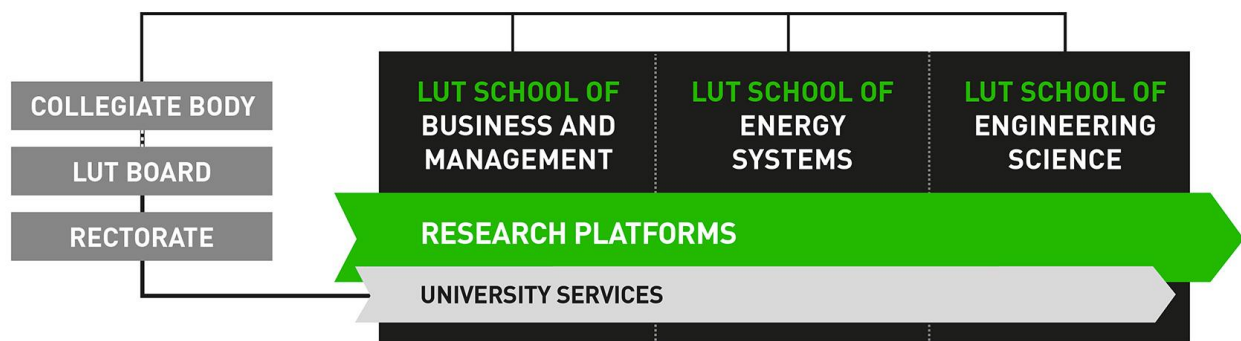 COLLEGIATE BODY
LUT BOARD
RECTORATE
LUT SCHOOL OF
BUSINESS AND
MANAGEMENT
LUT SCHOOL OF
ENERGY
SYSTEMS
LUT SCHOOL OF
ENGINEERING
SCIENCE
RESEARCH PLATFORMS
UNIVERSITY SERVICES